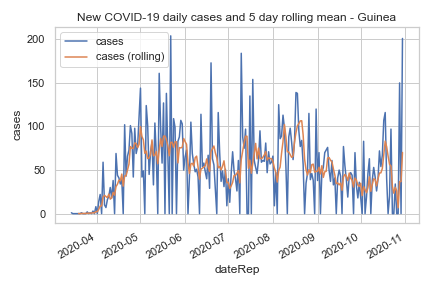 New COVID-19 daily cases and 5 day rolling mean - Guinea
cases
cases (rolling)
200
150
100
50
0
cases
2020-04
2020-05
2020-06
2020-07
2020-08
2020-09
2020-10
2020-11
dateRep